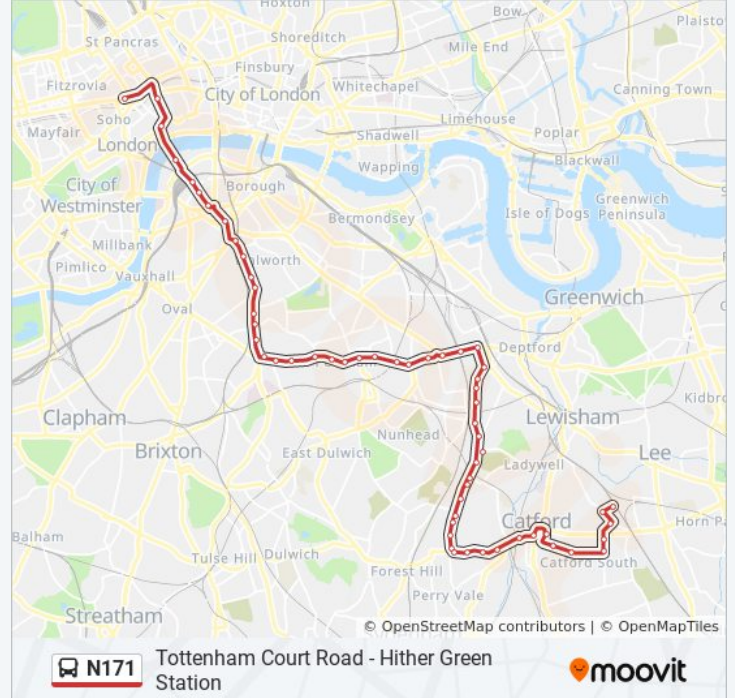 Hoxton
Bow
Plaisto
St Pancras
Shoreditch
Mile End
Finsbury
Fitzrovia
City of London
Whitechapel
Canning Town
Soho
Limehouse
Mayfair
London
Shadwell
Poplar
Wapping
Blackwall
City of
Westminster
Borough
Greenwich
Peninsula
Isle of Dogs
Bermondsey
Millbank
Pimlico
Vauxhall
alworth
Greenwich
Oval
Deptford
Kidbro
Clapham
Lewisham
Nunhead
Brixton
East Dulwich
Lee
Ladywell
Catford
Horn P
Balham
Tulse Hill
Dulwich
Catford South
Forest Hill
Perry Vale
Streatham
© OpenStreetMap contributors | © OpenMapTiles
N171
Tottenham Court Road - Hither Green
Station
moovit